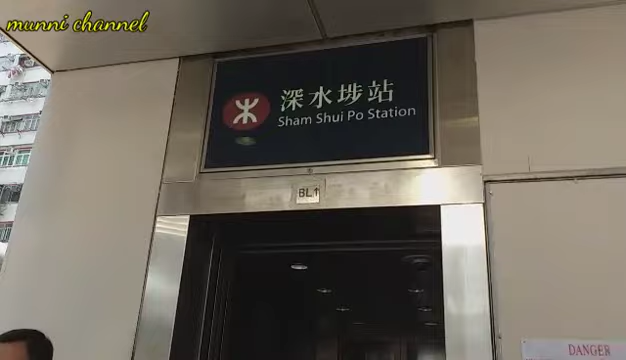 munni channel
深水埗站
Sham Shui Po Station
BL↑
DANGER